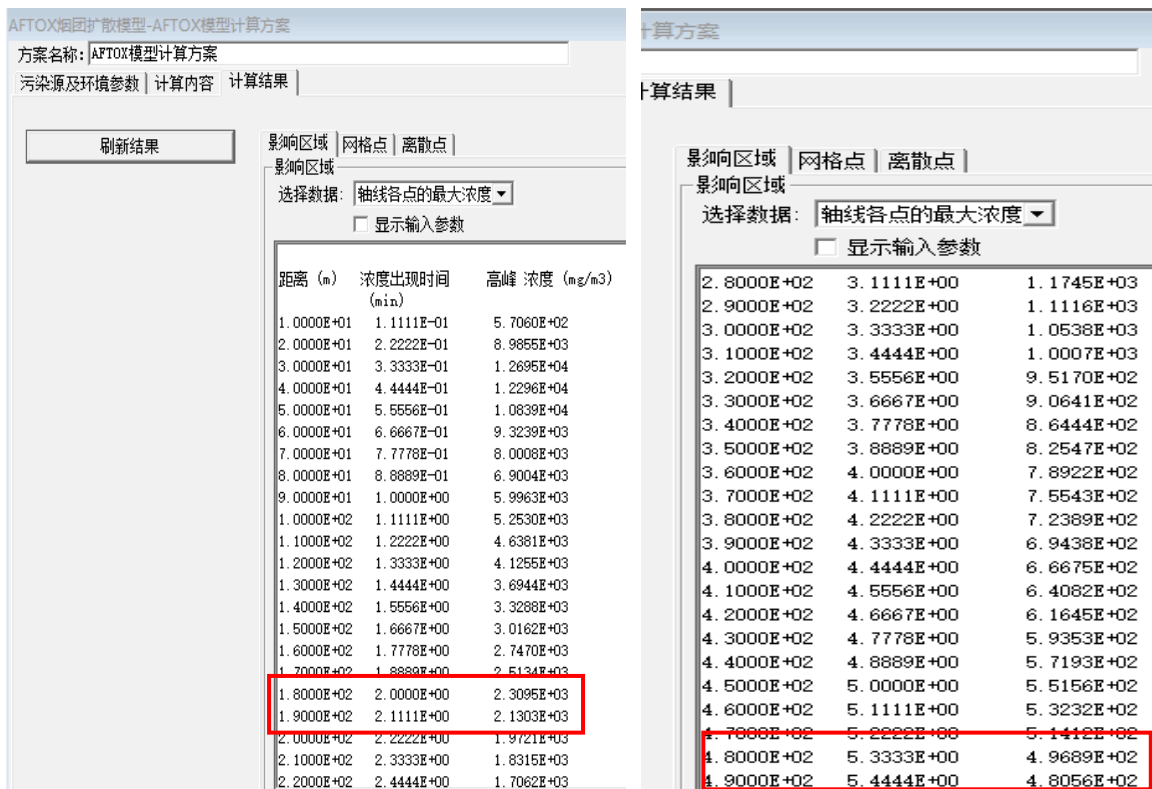 AFTOX烟团扩散模型-AFTOX模型计算方案
方案名称: AFTOX模型计算方案
污染源及环境参数 计算内容 计算结果
刷新结果
影响区域 网格点 离散点
影响区域
选择数据: 轴线各点的最大浓度
显示输入参数
距离 (m) 浓度出现时间 高峰 浓度 (mg/m3)
(min)
1.0000E+01 1.1111E-01 5.7060E+02
2.0000E+01 2.2222E-01 8.9855E+03
3.0000E+01 3.3333E-01 1.2695E+04
4.0000E+01 4.4444E-01 1.2296E+04
5.0000E+01 5.5556E-01 1.0839E+04
6.0000E+01 6.6667E-01 9.3239E+03
7.0000E+01 7.7778E-01 8.0008E+03
8.0000E+01 8.8889E-01 6.9004E+03
9.0000E+01 1.0000E+00 5.9963E+03
1.0000E+02 1.1111E+00 5.2530E+03
1.1000E+02 1.2222E+00 4.6381E+03
1.2000E+02 1.3333E+00 4.1255E+03
1.3000E+02 1.4444E+00 3.6944E+03
1.4000E+02 1.5556E+00 3.3288E+03
1.5000E+02 1.6667E+00 3.0162E+03
1.6000E+02 1.7778E+00 2.7470E+03
1.7000E+02 1.8889E+00 2.5134E+03
1.8000E+02 2.0000E+00 2.3095E+03
1.9000E+02 2.1111E+00 2.1303E+03
2.0000E+02 2.2222E+00 1.9721E+03
2.1000E+02 2.3333E+00 1.8315E+03
2.2000E+02 2.4444E+00 1.7062E+03
计算方案
计算结果
影响区域 网格点 离散点
影响区域
选择数据: 轴线各点的最大浓度
显示输入参数
2.8000E+02 3.1111E+00 1.1745E+03
2.9000E+02 3.2222E+00 1.1116E+03
3.0000E+02 3.3333E+00 1.0538E+03
3.1000E+02 3.4444E+00 1.0007E+03
3.2000E+02 3.5556E+00 9.5170E+02
3.3000E+02 3.6667E+00 9.0641E+02
3.4000E+02 3.7778E+00 8.6444E+02
3.5000E+02 3.8889E+00 8.2547E+02
3.6000E+02 4.0000E+00 7.8922E+02
3.7000E+02 4.1111E+00 7.5543E+02
3.8000E+02 4.2222E+00 7.2389E+02
3.9000E+02 4.3333E+00 6.9438E+02
4.0000E+02 4.4444E+00 6.6675E+02
4.1000E+02 4.5556E+00 6.4082E+02
4.2000E+02 4.6667E+00 6.1645E+02
4.3000E+02 4.7778E+00 5.9353E+02
4.4000E+02 4.8889E+00 5.7193E+02
4.5000E+02 5.0000E+00 5.5156E+02
4.6000E+02 5.1111E+00 5.3232E+02
4.7000E+02 5.2222E+00 5.1412E+02
4.8000E+02 5.3333E+00 4.9689E+02
4.9000E+02 5.4444E+00 4.8056E+02